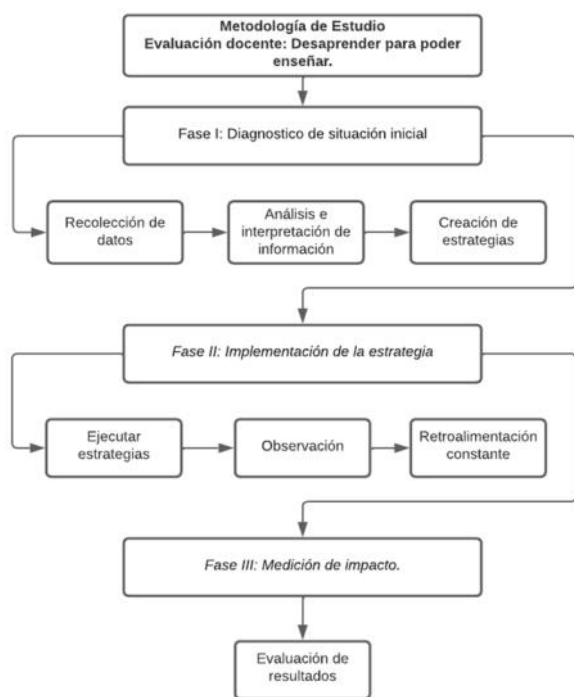 Metodología de Estudio
Evaluación docente: Desaprender para poder
enseñar.
Fase I: Diagnostico de situación inicial
Recolección de
datos
Análisis e
interpretación de
información
Creación de
estrategias
Fase II: Implementación de la estrategia
Ejecutar
estrategias
Observación
Retroalimentación
constante
Fase III: Medición de impacto.
Evaluación de
resultados